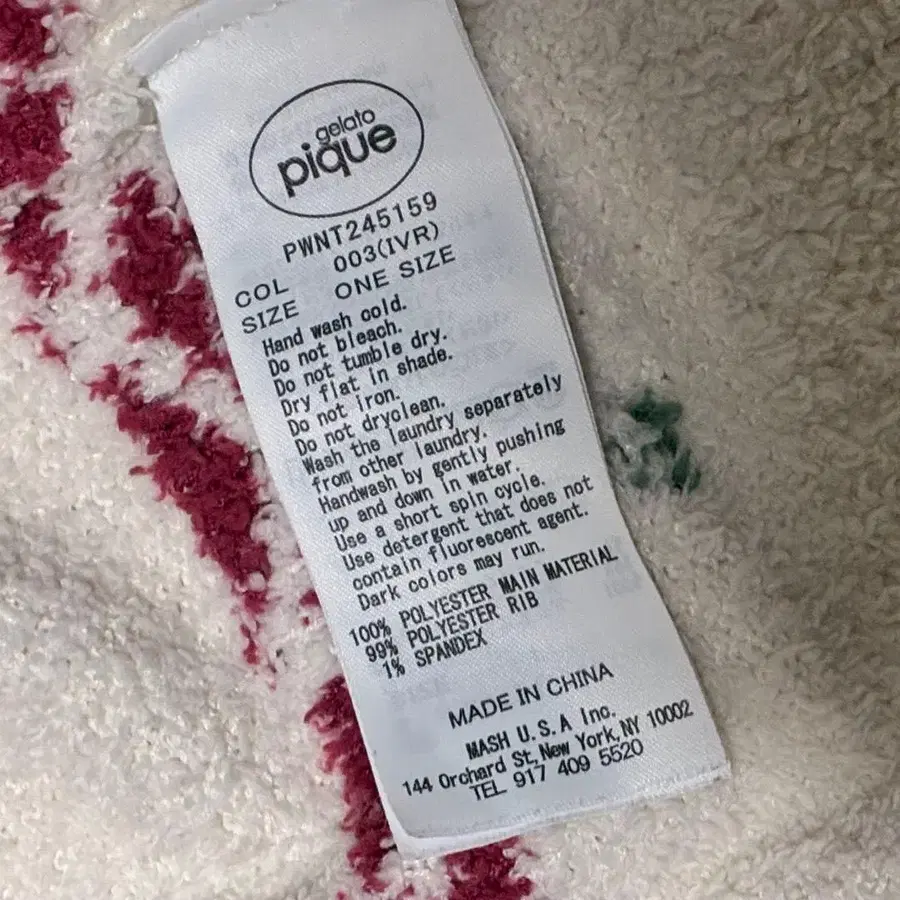 gelato
pique
PWNT245159
COL 003(IVR)
SIZE ONE SIZE
Hand wash cold.
Do not bleach.
Do not tumble dry.
Dry flat in shade.
Do not iron.
Do not dryclean.
Wash the laundry separately
from other laundry.
Handwash by gently pushing
up and down in water.
Use a short spin cycle.
Use detergent that does not
contain fluorescent agent.
Dark colors may run.
100% POLYESTER MAIN MATERIAL
99% POLYESTER RIB
1% SPANDEX
MADE IN CHINA
MASH U.S.A Inc.
144 Orchard St, New York, NY 10002
TEL 917 409 5520